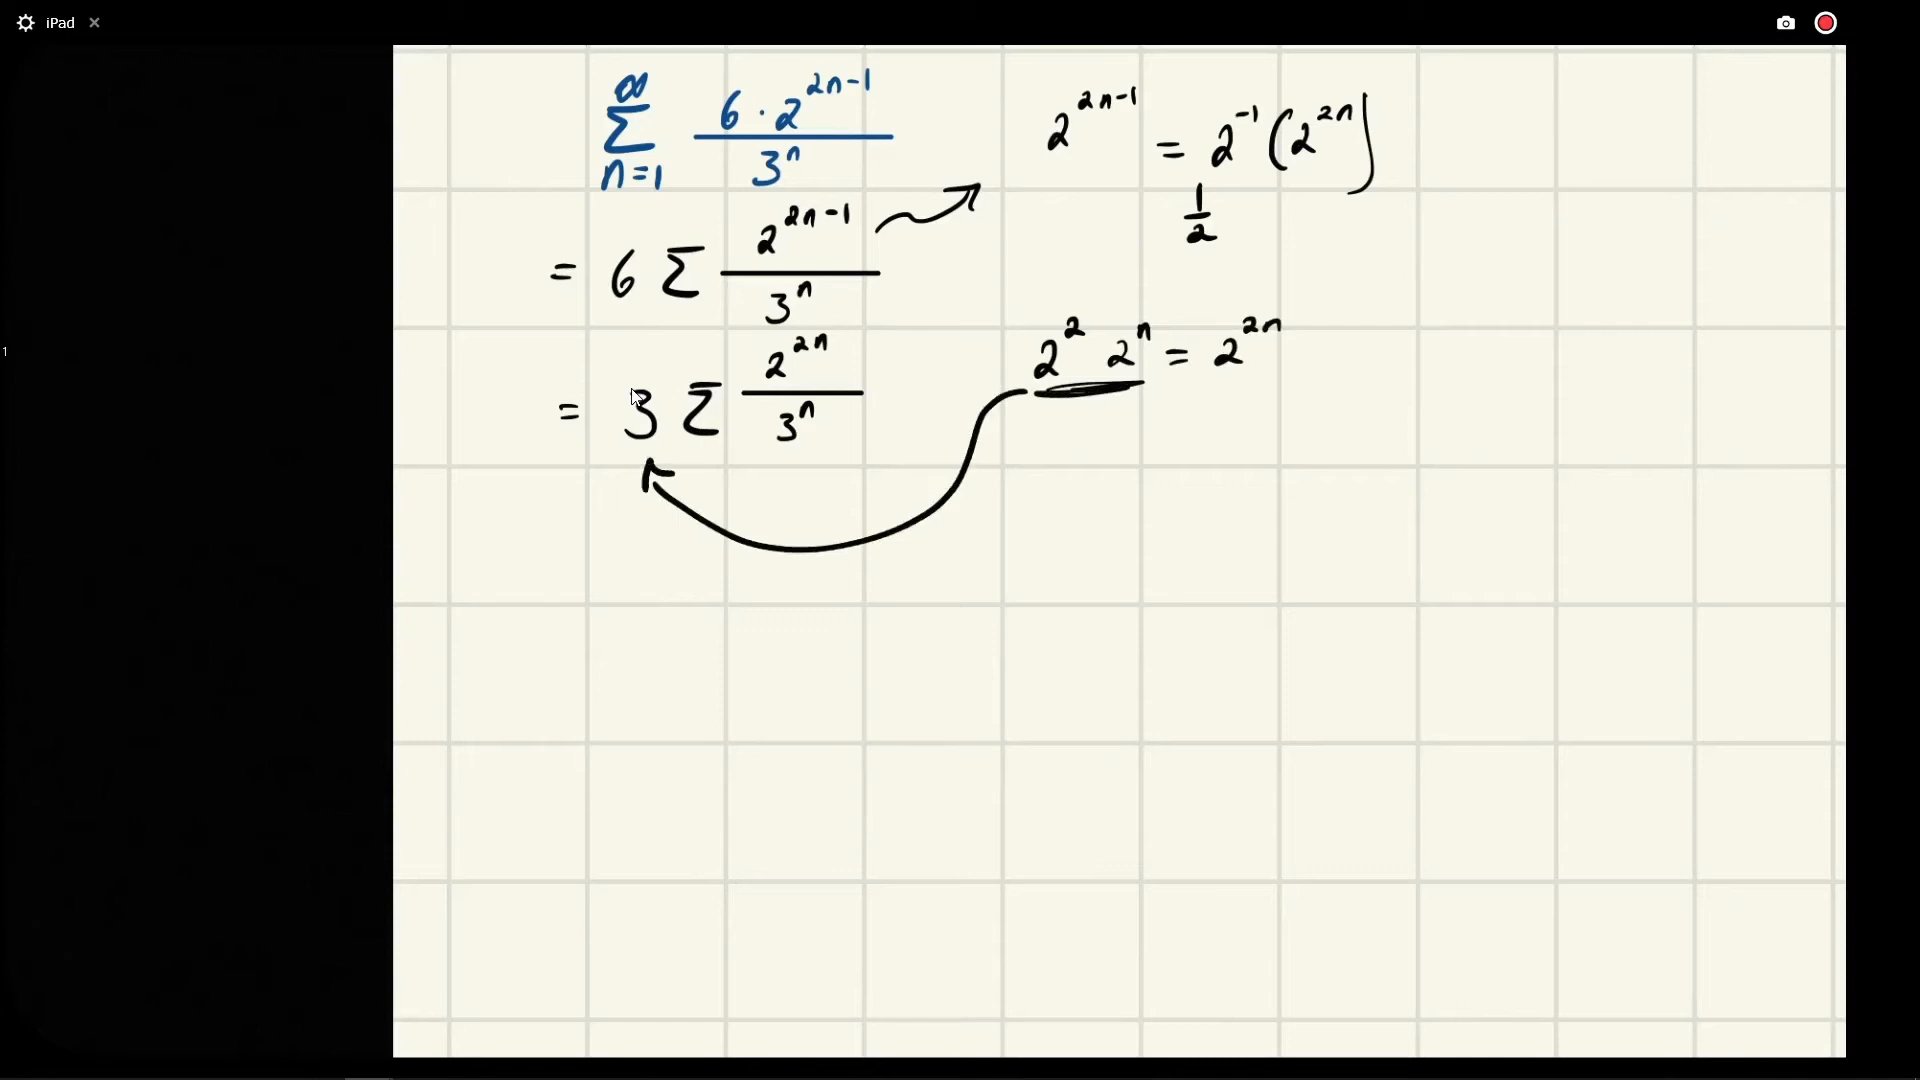 iPad ×
1
∞
∑ 6 · 2^(2n-1) / 3^n
n=1
2^(2n-1) = 2^(-1) (2^(2n))
1/2
= 6 ∑ 2^(2n-1) / 3^n
2^2 2^n = 2^(2n)
= 3 ∑ 2^(2n) / 3^n